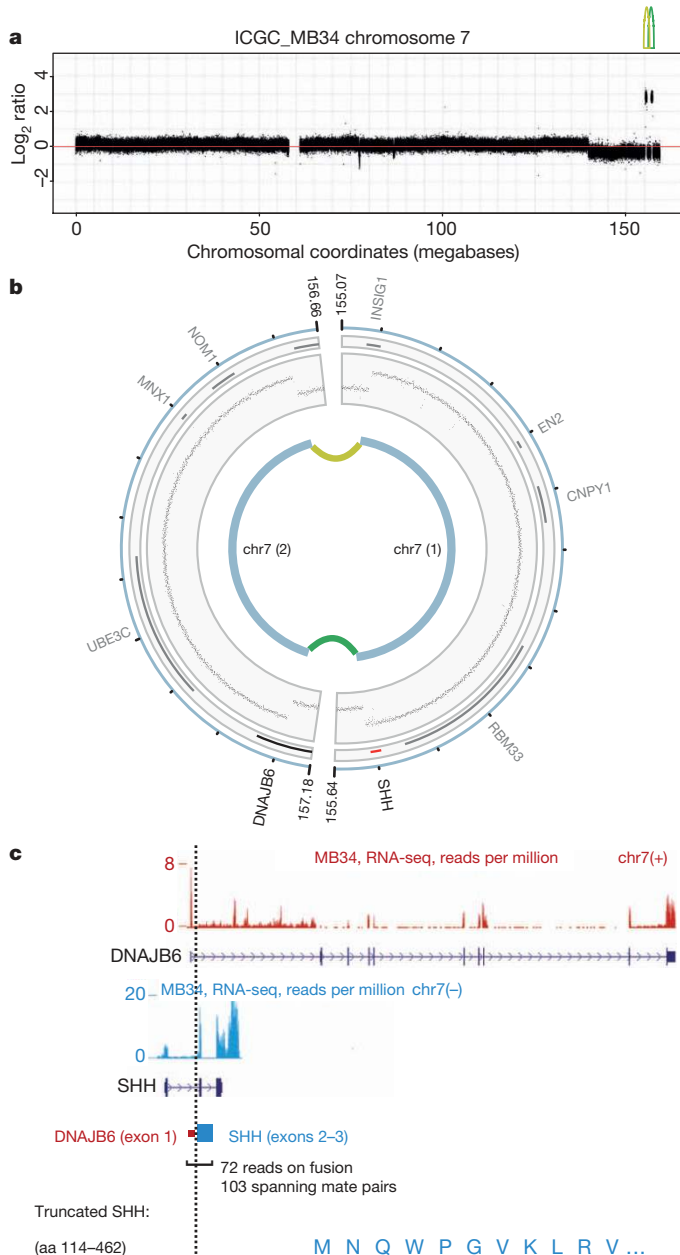 a
ICGC_MB34 chromosome 7
Log2 ratio
4
2
0
−2
0
50
100
150
Chromosomal coordinates (megabases)
b
156.66
155.07
INSIG1
NOM1
MNX1
EN2
CNPY1
chr7 (2)
chr7 (1)
UBE3C
RBM33
DNAJB6
157.18
155.64
SHH
c
8
MB34, RNA-seq, reads per million
chr7(+)
0
DNAJB6
20
MB34, RNA-seq, reads per million chr7(−)
0
SHH
DNAJB6 (exon 1)
SHH (exons 2–3)
72 reads on fusion
103 spanning mate pairs
Truncated SHH:
(aa 114–462)
M N Q W P G V K L R V ...